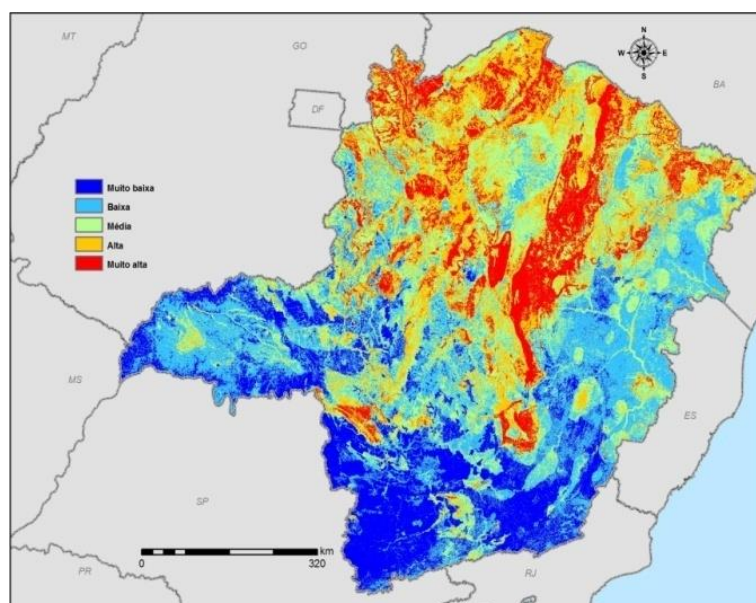 MT
GO
N
W E
S
BA
DF
Muito baixa
Baixa
Média
Alta
Muito alta
MS
ES
SP
km
0 320
PR
RJ